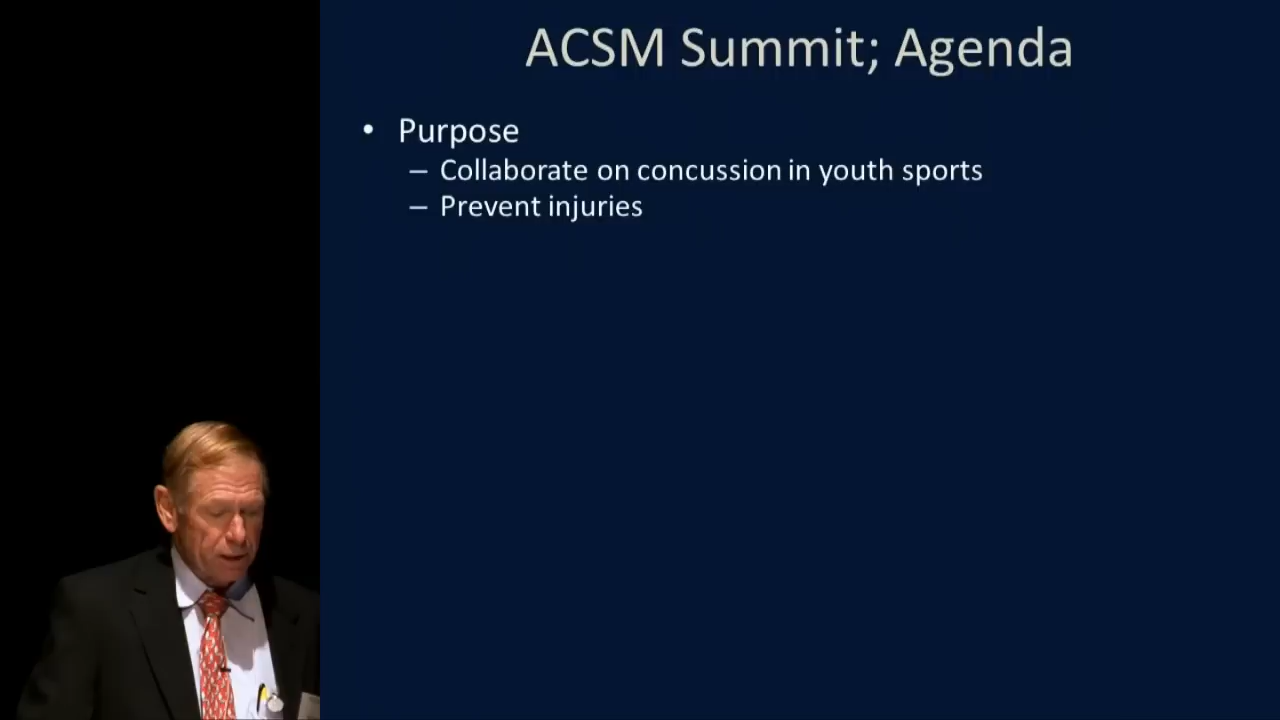 ACSM Summit; Agenda
• Purpose
– Collaborate on concussion in youth sports
– Prevent injuries